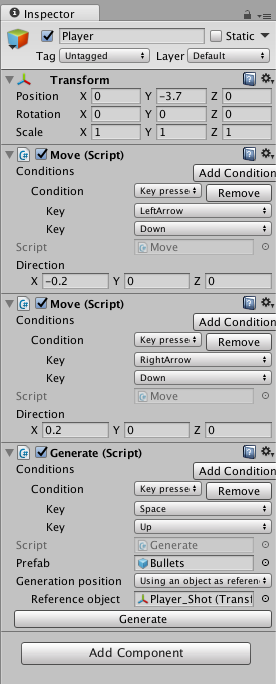 Inspector
Player Static
Tag Untagged Layer Default
Transform
Position X 0 Y -3.7 Z 0
Rotation X 0 Y 0 Z 0
Scale X 1 Y 1 Z 1
Move (Script)
Conditions Add Condition
Condition Key presse Remove
Key LeftArrow
Key Down
Script Move
Direction
X -0.2 Y 0 Z 0
Move (Script)
Conditions Add Condition
Condition Key presse Remove
Key RightArrow
Key Down
Script Move
Direction
X 0.2 Y 0 Z 0
Generate (Script)
Conditions Add Condition
Condition Key presse Remove
Key Space
Key Up
Script Generate
Prefab Bullets
Generation position Using an object as referen
Reference object Player_Shot (Transf
Generate
Add Component